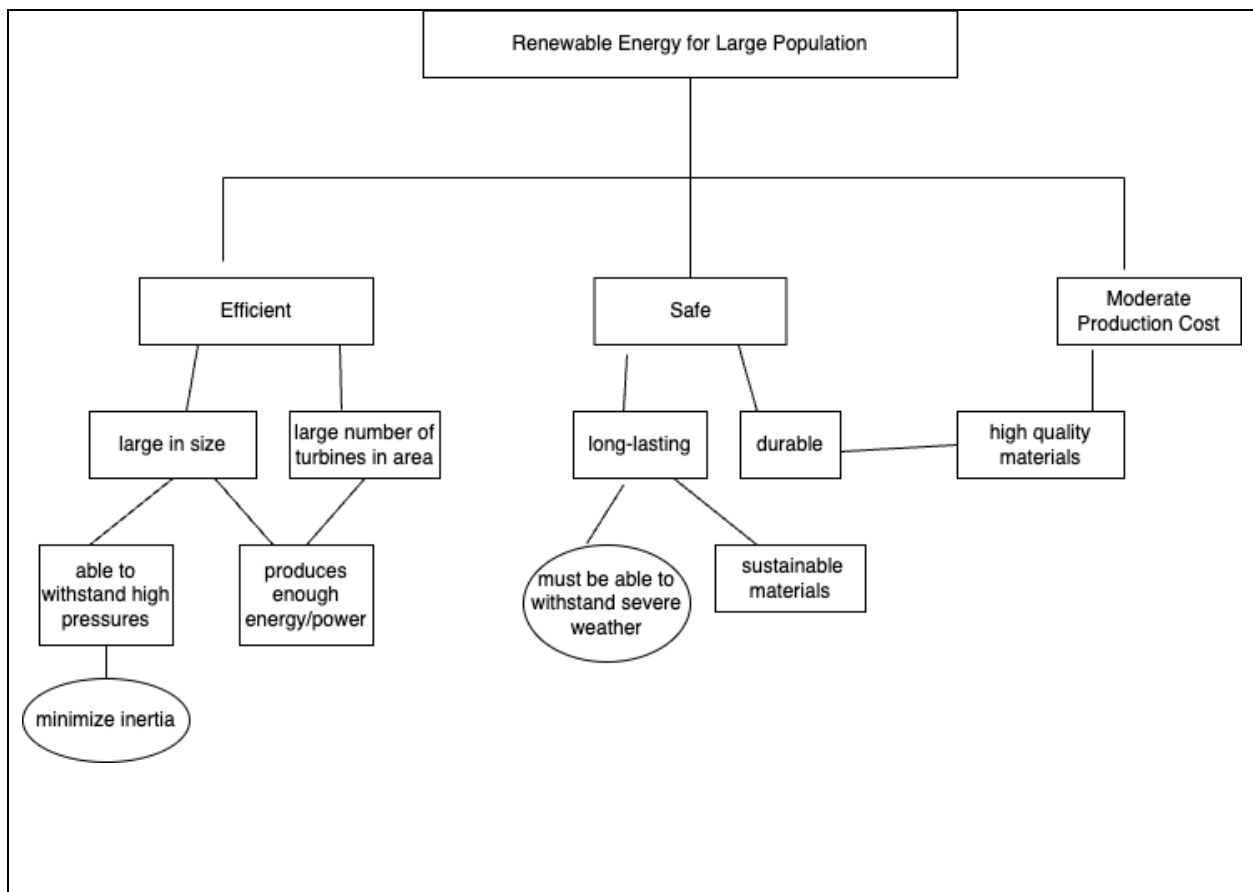 Renewable Energy for Large Population
Efficient
Safe
Moderate
Production Cost
large in size
large number of
turbines in area
long-lasting
durable
high quality
materials
able to
withstand high
pressures
produces
enough
energy/power
must be able to
withstand severe
weather
sustainable
materials
minimize inertia